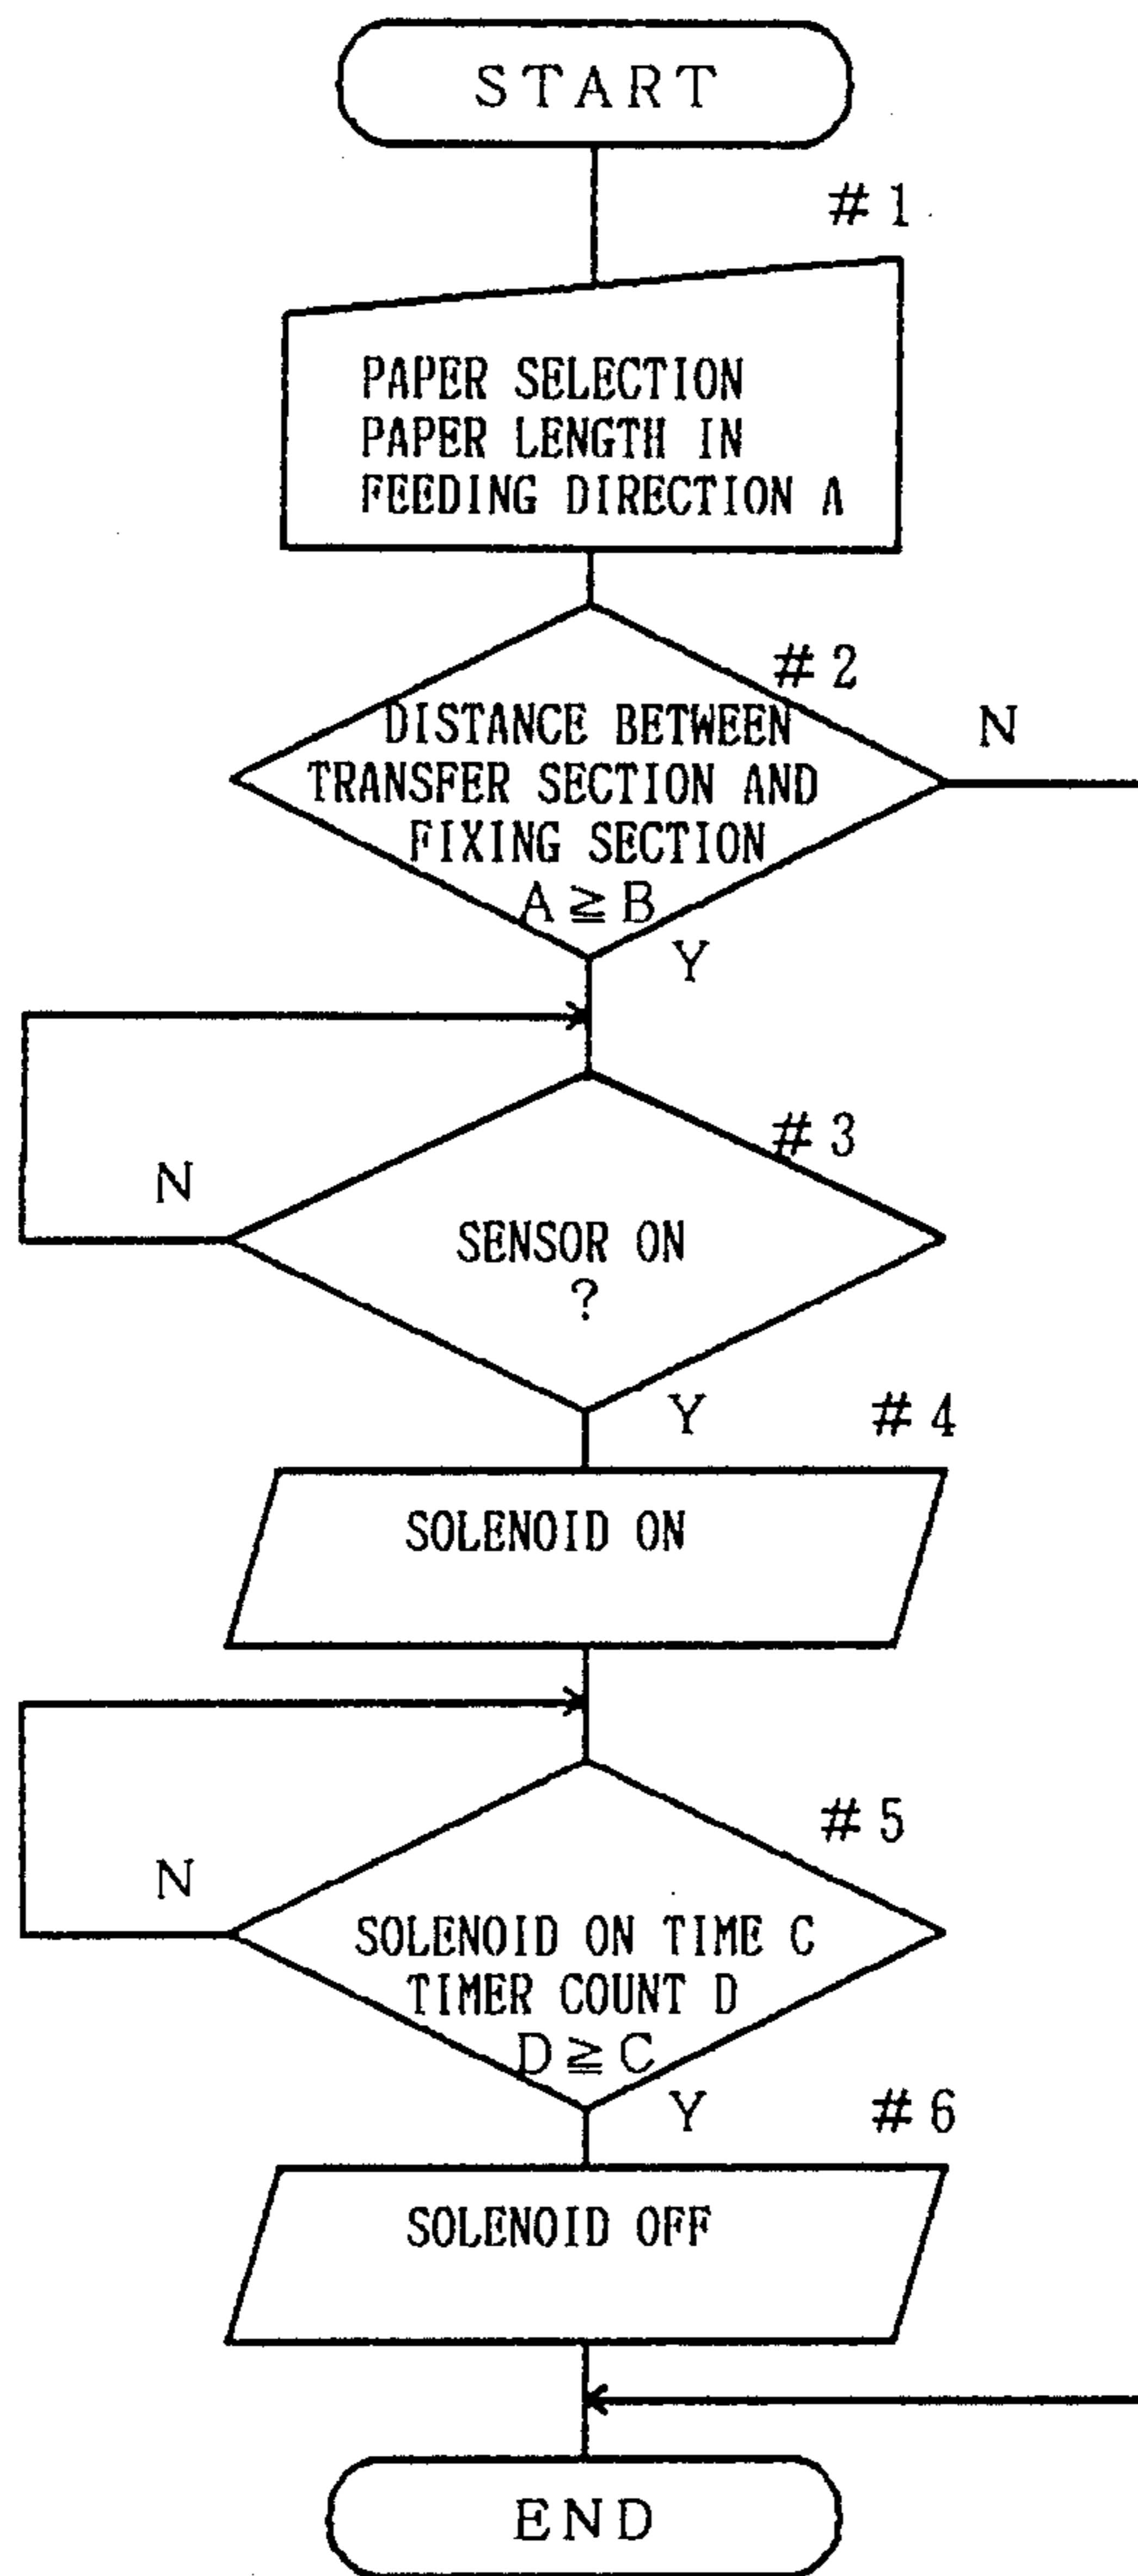 START
#1
PAPER SELECTION
PAPER LENGTH IN
FEEDING DIRECTION A
#2
DISTANCE BETWEEN
TRANSFER SECTION AND
FIXING SECTION
A≧B
N
Y
#3
N
SENSOR ON
?
Y
#4
SOLENOID ON
#5
N
SOLENOID ON TIME C
TIMER COUNT D
D≧C
Y
#6
SOLENOID OFF
END